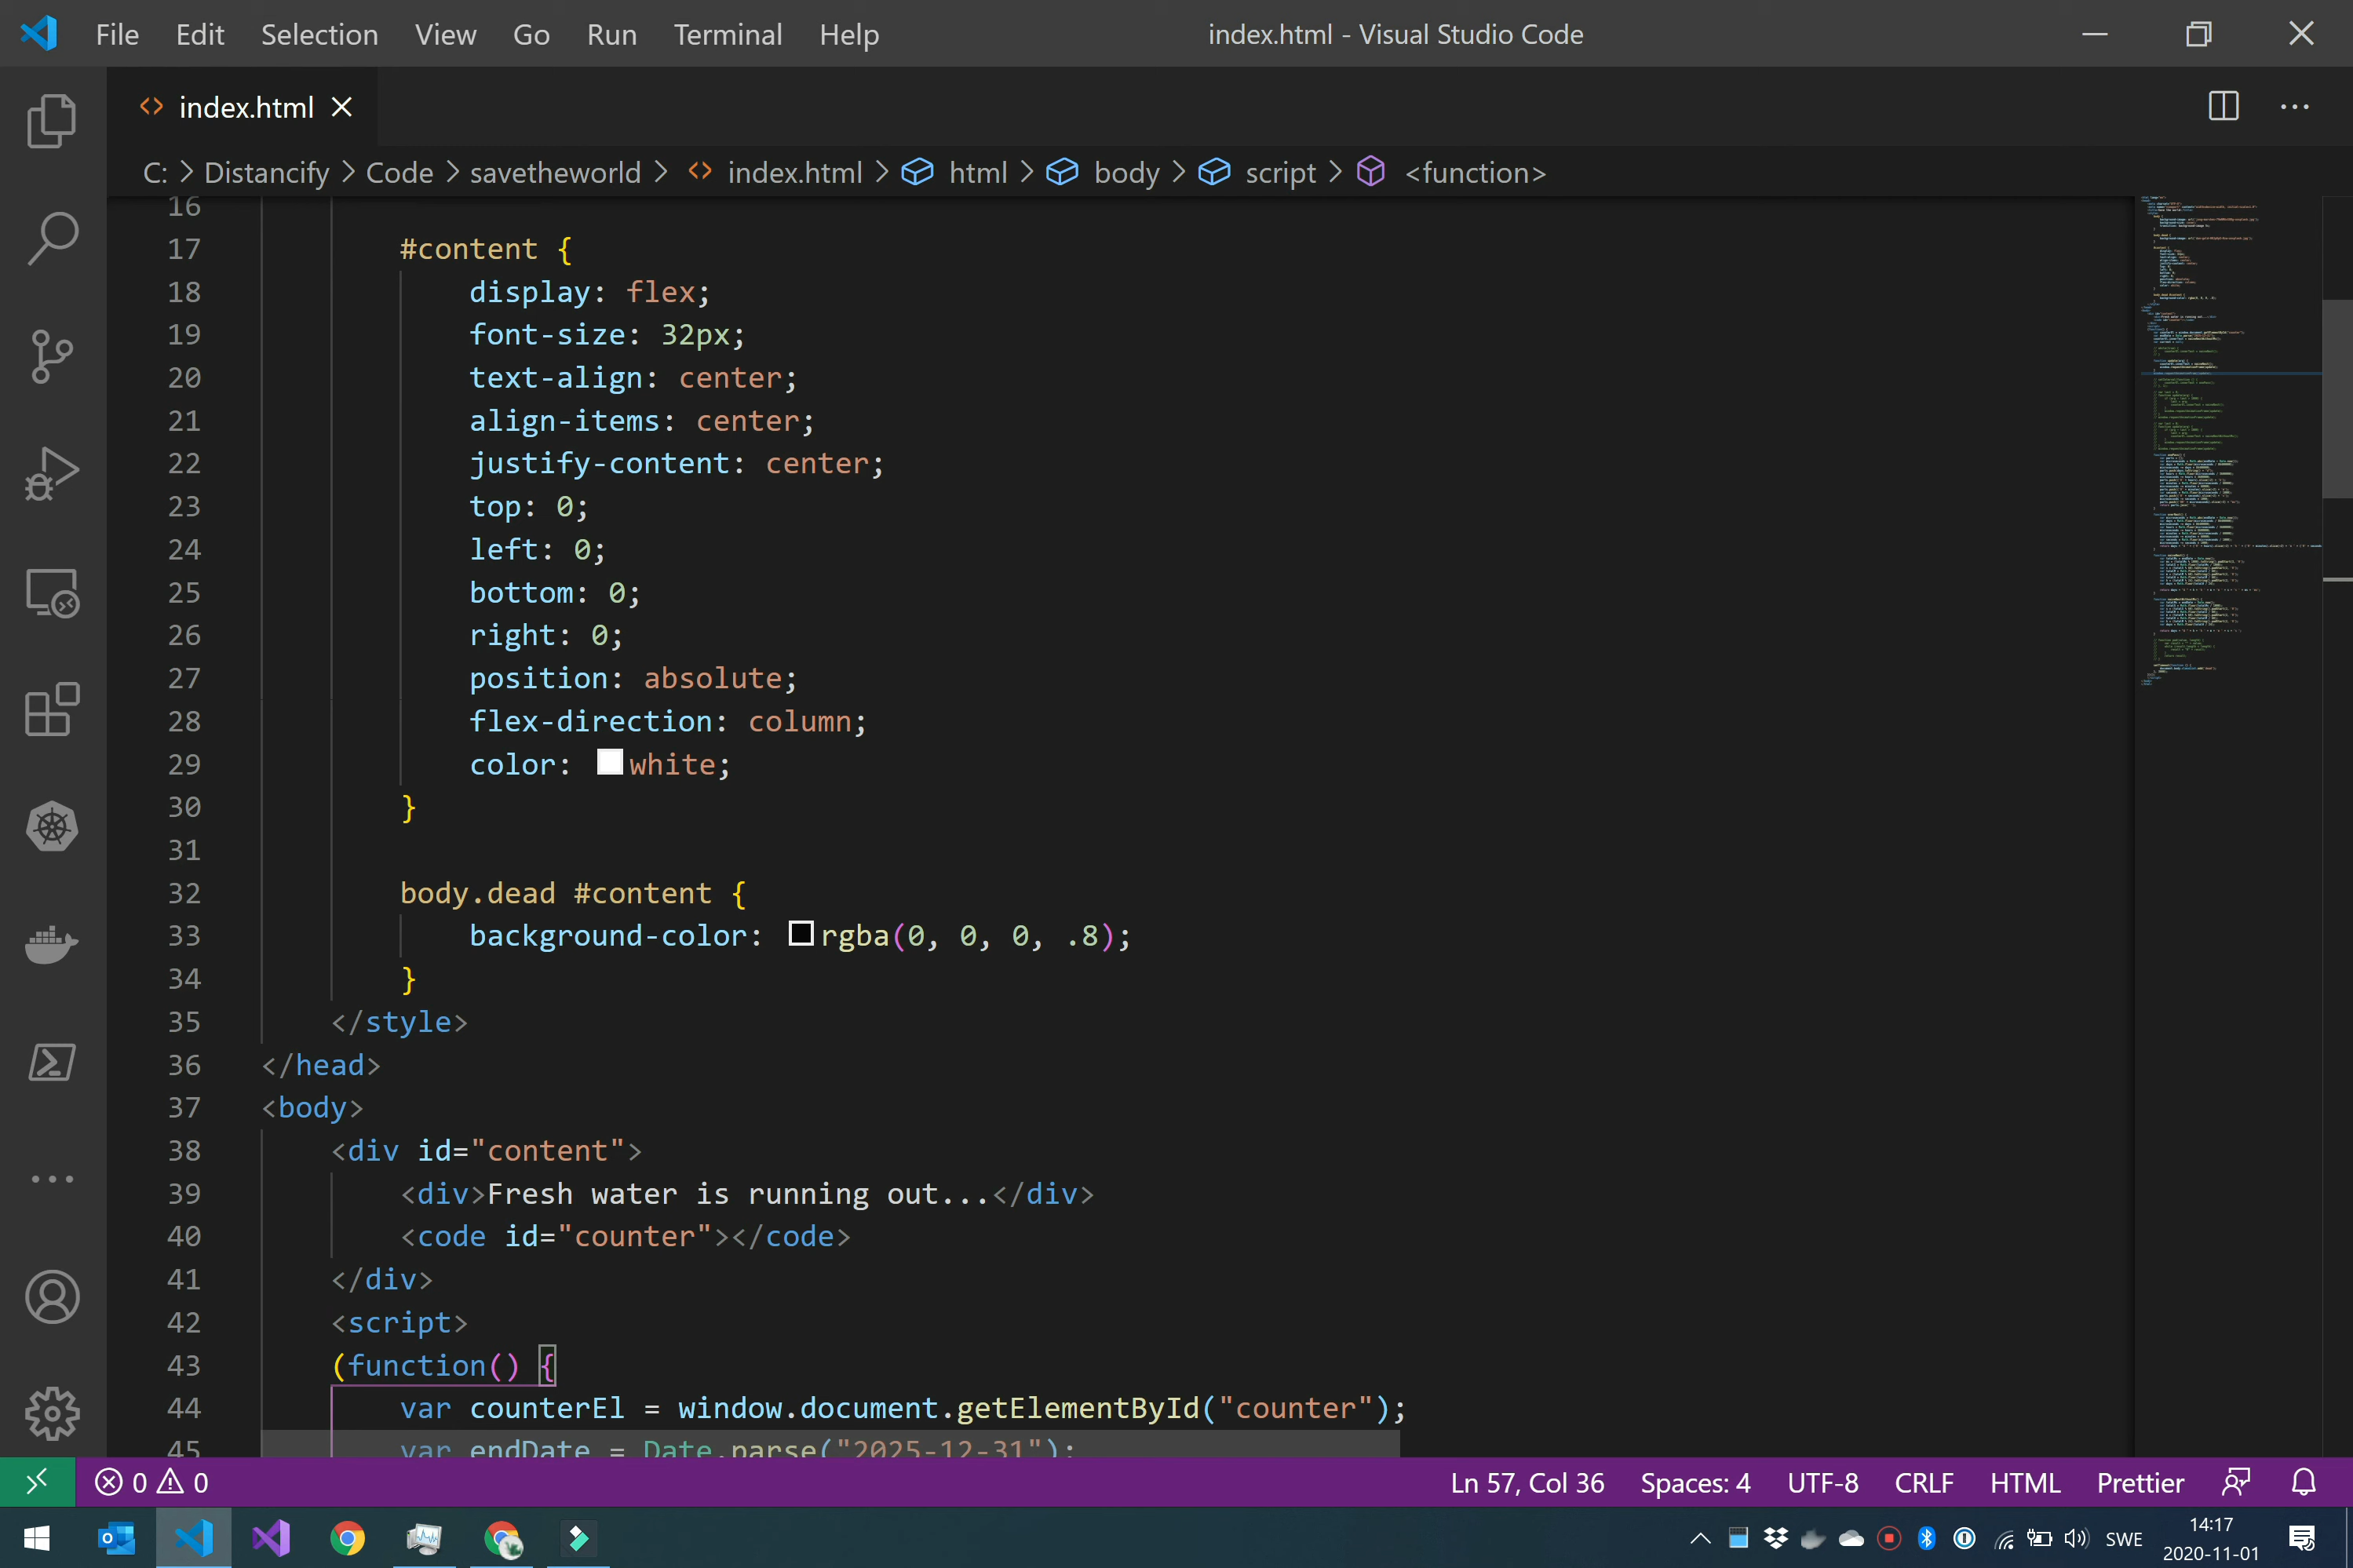 File Edit Selection View Go Run Terminal Help index.html - Visual Studio Code
index.html
C: > Distancify > Code > savetheworld > index.html > html > body > script > <function>
16
17 #content {
18 display: flex;
19 font-size: 32px;
20 text-align: center;
21 align-items: center;
22 justify-content: center;
23 top: 0;
24 left: 0;
25 bottom: 0;
26 right: 0;
27 position: absolute;
28 flex-direction: column;
29 color: white;
30 }
31
32 body.dead #content {
33 background-color: rgba(0, 0, 0, .8);
34 }
35 </style>
36 </head>
37 <body>
38 <div id="content">
39 <div>Fresh water is running out...</div>
40 <code id="counter"></code>
41 </div>
42 <script>
43 (function() {
44 var counterEl = window.document.getElementById("counter");
45 var endDate = Date.parse("2025-12-31");
0 0 Ln 57, Col 36 Spaces: 4 UTF-8 CRLF HTML Prettier
SWE 14:17
2020-11-01